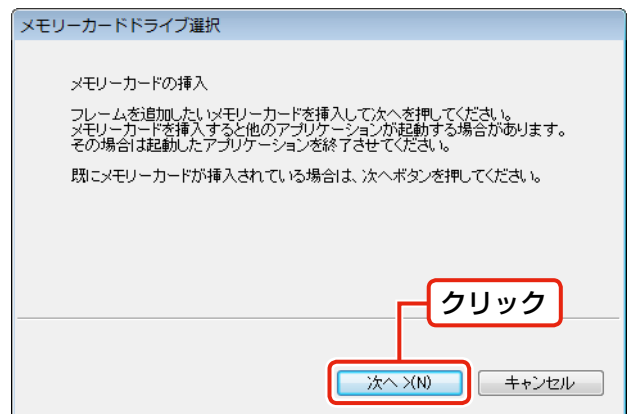 メモリーカードドライブ選択
メモリーカードの挿入
フレームを追加したいメモリーカードを挿入して次へを押してください。
メモリーカードを挿入すると他のアプリケーションが起動する場合があります。
その場合は起動したアプリケーションを終了させてください。
既にメモリーカードが挿入されている場合は、次へボタンを押してください。
クリック
次へ >(N)
キャンセル